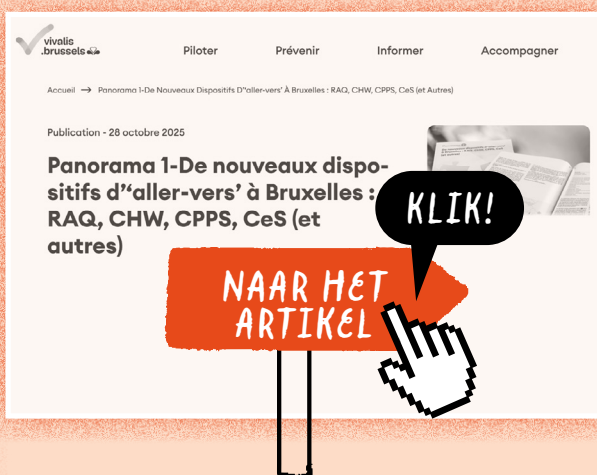 vivalis
.brussels
Piloter Prévenir Informer Accompagner
Accueil → Panorama 1-De Nouveaux Dispositifs D’‘aller-vers’ À Bruxelles : RAQ, CHW, CPPS, CeS (et Autres)
Publication - 28 octobre 2025
Panorama 1-De nouveaux dispo-
sitifs d’‘aller-vers’ à Bruxelles :
RAQ, CHW, CPPS, CeS (et
autres)
KLIK!
NAAR HET
ARTIKEL